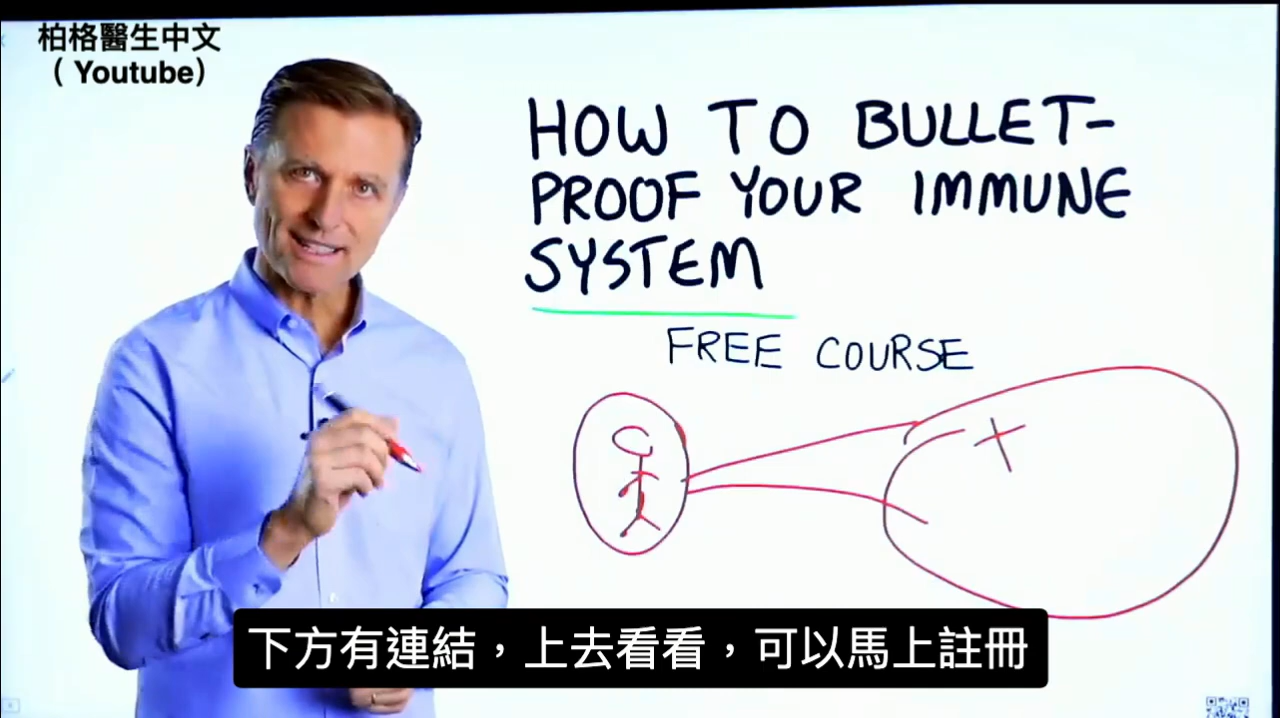 柏格醫生中文
（Youtube）
HOW TO BULLET-
PROOF YOUR IMMUNE
SYSTEM
FREE COURSE
下方有連結，上去看看，可以馬上註冊